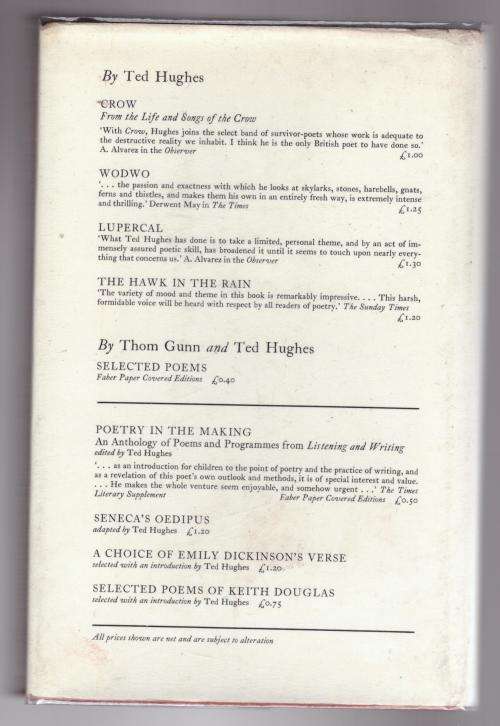 By Ted Hughes
CROW
From the Life and Songs of the Crow
'With Crow, Hughes joins the select band of survivor-poets whose work is adequate to
the destructive reality we inhabit. I think he is the only British poet to have done so.'
A. Alvarez in the Observer
£1.00
WODWO
'. . . the passion and exactness with which he looks at skylarks, stones, harebells, gnats,
ferns and thistles, and makes them his own in an entirely fresh way, is extremely intense
and thrilling.' Derwent May in The Times
£1.25
LUPERCAL
'What Ted Hughes has done is to take a limited, personal theme, and by an act of im-
mensely assured poetic skill, has broadened it until it seems to touch upon nearly every-
thing that concerns us.' A. Alvarez in the Observer
£1.30
THE HAWK IN THE RAIN
'The variety of mood and theme in this book is remarkably impressive. . . . This harsh,
formidable voice will be heard with respect by all readers of poetry.' The Sunday Times
£1.20
By Thom Gunn and Ted Hughes
SELECTED POEMS
Faber Paper Covered Editions £0.40
POETRY IN THE MAKING
An Anthology of Poems and Programmes from Listening and Writing
edited by Ted Hughes
'. . . as an introduction for children to the point of poetry and the practice of writing, and
as a revelation of this poet's own outlook and methods, it is of special interest and value.
. . . He makes the whole venture seem enjoyable, and somehow urgent . . .' The Times
Literary Supplement Faber Paper Covered Editions £0.50
SENECA'S OEDIPUS
adapted by Ted Hughes £1.20
A CHOICE OF EMILY DICKINSON'S VERSE
selected with an introduction by Ted Hughes £1.20
SELECTED POEMS OF KEITH DOUGLAS
selected with an introduction by Ted Hughes £0.75
All prices shown are net and are subject to alteration